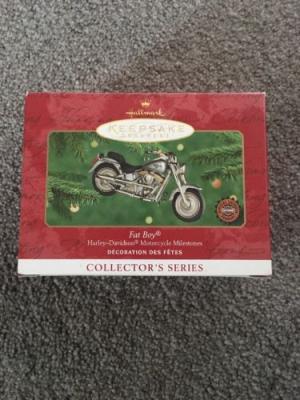 Hallmark
KEEPSAKE
ORNAMENT
Fat Boy®
Harley-Davidson® Motorcycle Milestones
DÉCORATION DES FÊTES
COLLECTOR'S SERIES